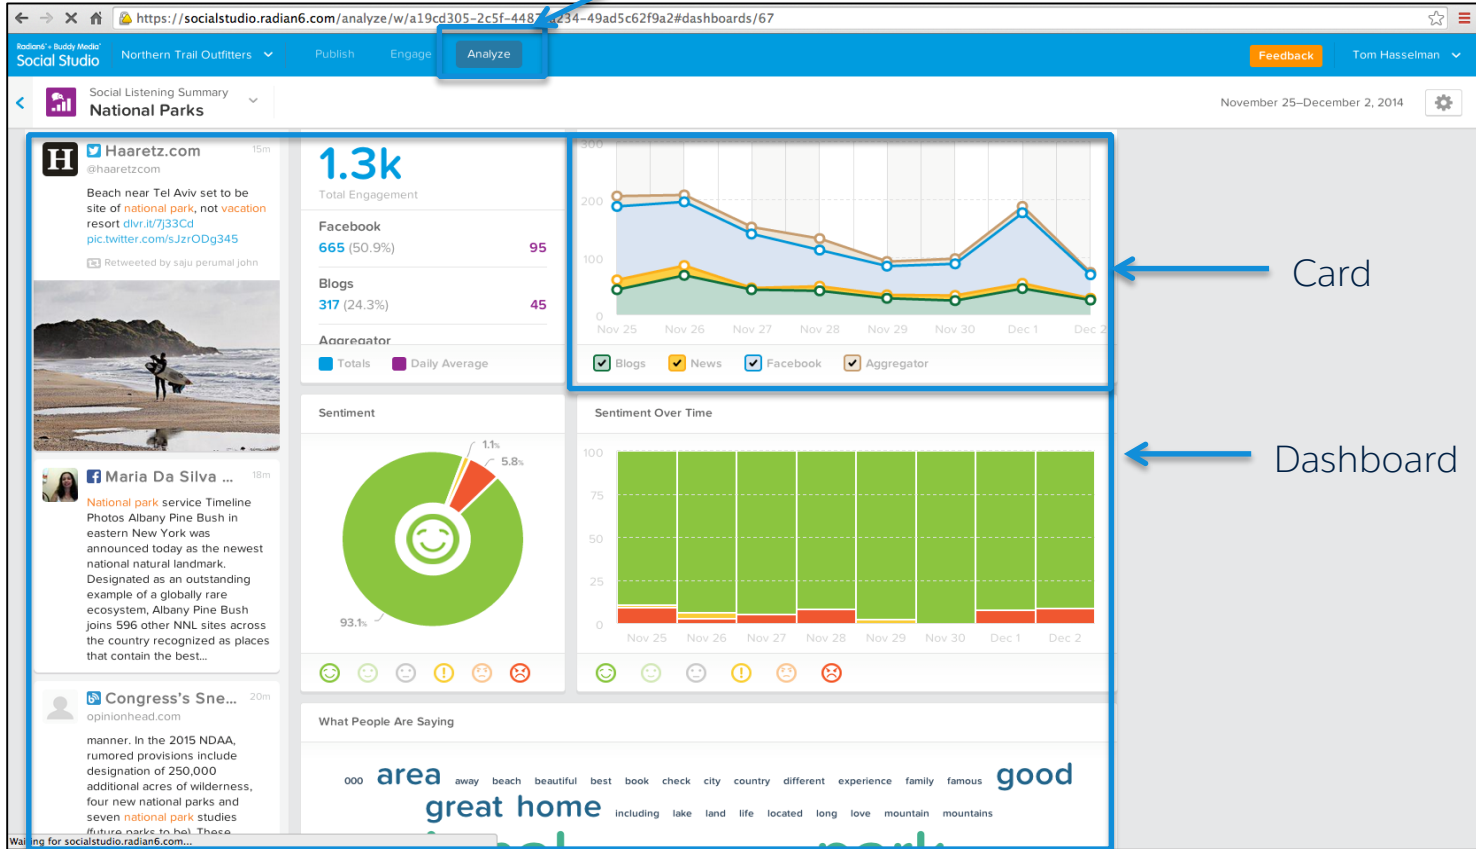 https://socialstudio.radian6.com/analyze/w/a19cd305-2c5f-448 234-49ad5c62f9a2#dashboards/67
Radian6 + Buddy Media
Social Studio
Northern Trail Outfitters
Publish
Engage
Analyze
Feedback
Tom Hasselman
Social Listening Summary
National Parks
November 25–December 2, 2014
H
Haaretz.com
15m
@haaretzcom
Beach near Tel Aviv set to be
site of national park, not vacation
resort dlvr.it/7j33Cd
pic.twitter.com/sJzrODg345
Retweeted by saju perumal john
Maria Da Silva ...
18m
National park service Timeline
Photos Albany Pine Bush in
eastern New York was
announced today as the newest
national natural landmark.
Designated as an outstanding
example of a globally rare
ecosystem, Albany Pine Bush
joins 596 other NNL sites across
the country recognized as places
that contain the best...
Congress's Sne...
20m
opinionhead.com
manner. In the 2015 NDAA,
rumored provisions include
designation of 250,000
additional acres of wilderness,
four new national parks and
seven national park studies
(future parks to be). These
Waiting for socialstudio.radian6.com...
1.3k
Total Engagement
Facebook
665 (50.9%)
95
Blogs
317 (24.3%)
45
Aggregator
Totals
Daily Average
300
200
100
0
Nov 25 Nov 26 Nov 27 Nov 28 Nov 29 Nov 30 Dec 1 Dec 2
Blogs
News
Facebook
Aggregator
Card
Sentiment
1.1%
5.8%
93.1%
Sentiment Over Time
100
75
50
25
0
Nov 25 Nov 26 Nov 27 Nov 28 Nov 29 Nov 30 Dec 1 Dec 2
Dashboard
What People Are Saying
000 area away beach beautiful best book check city country different experience family famous good
great home including lake land life located long love mountain mountains
park